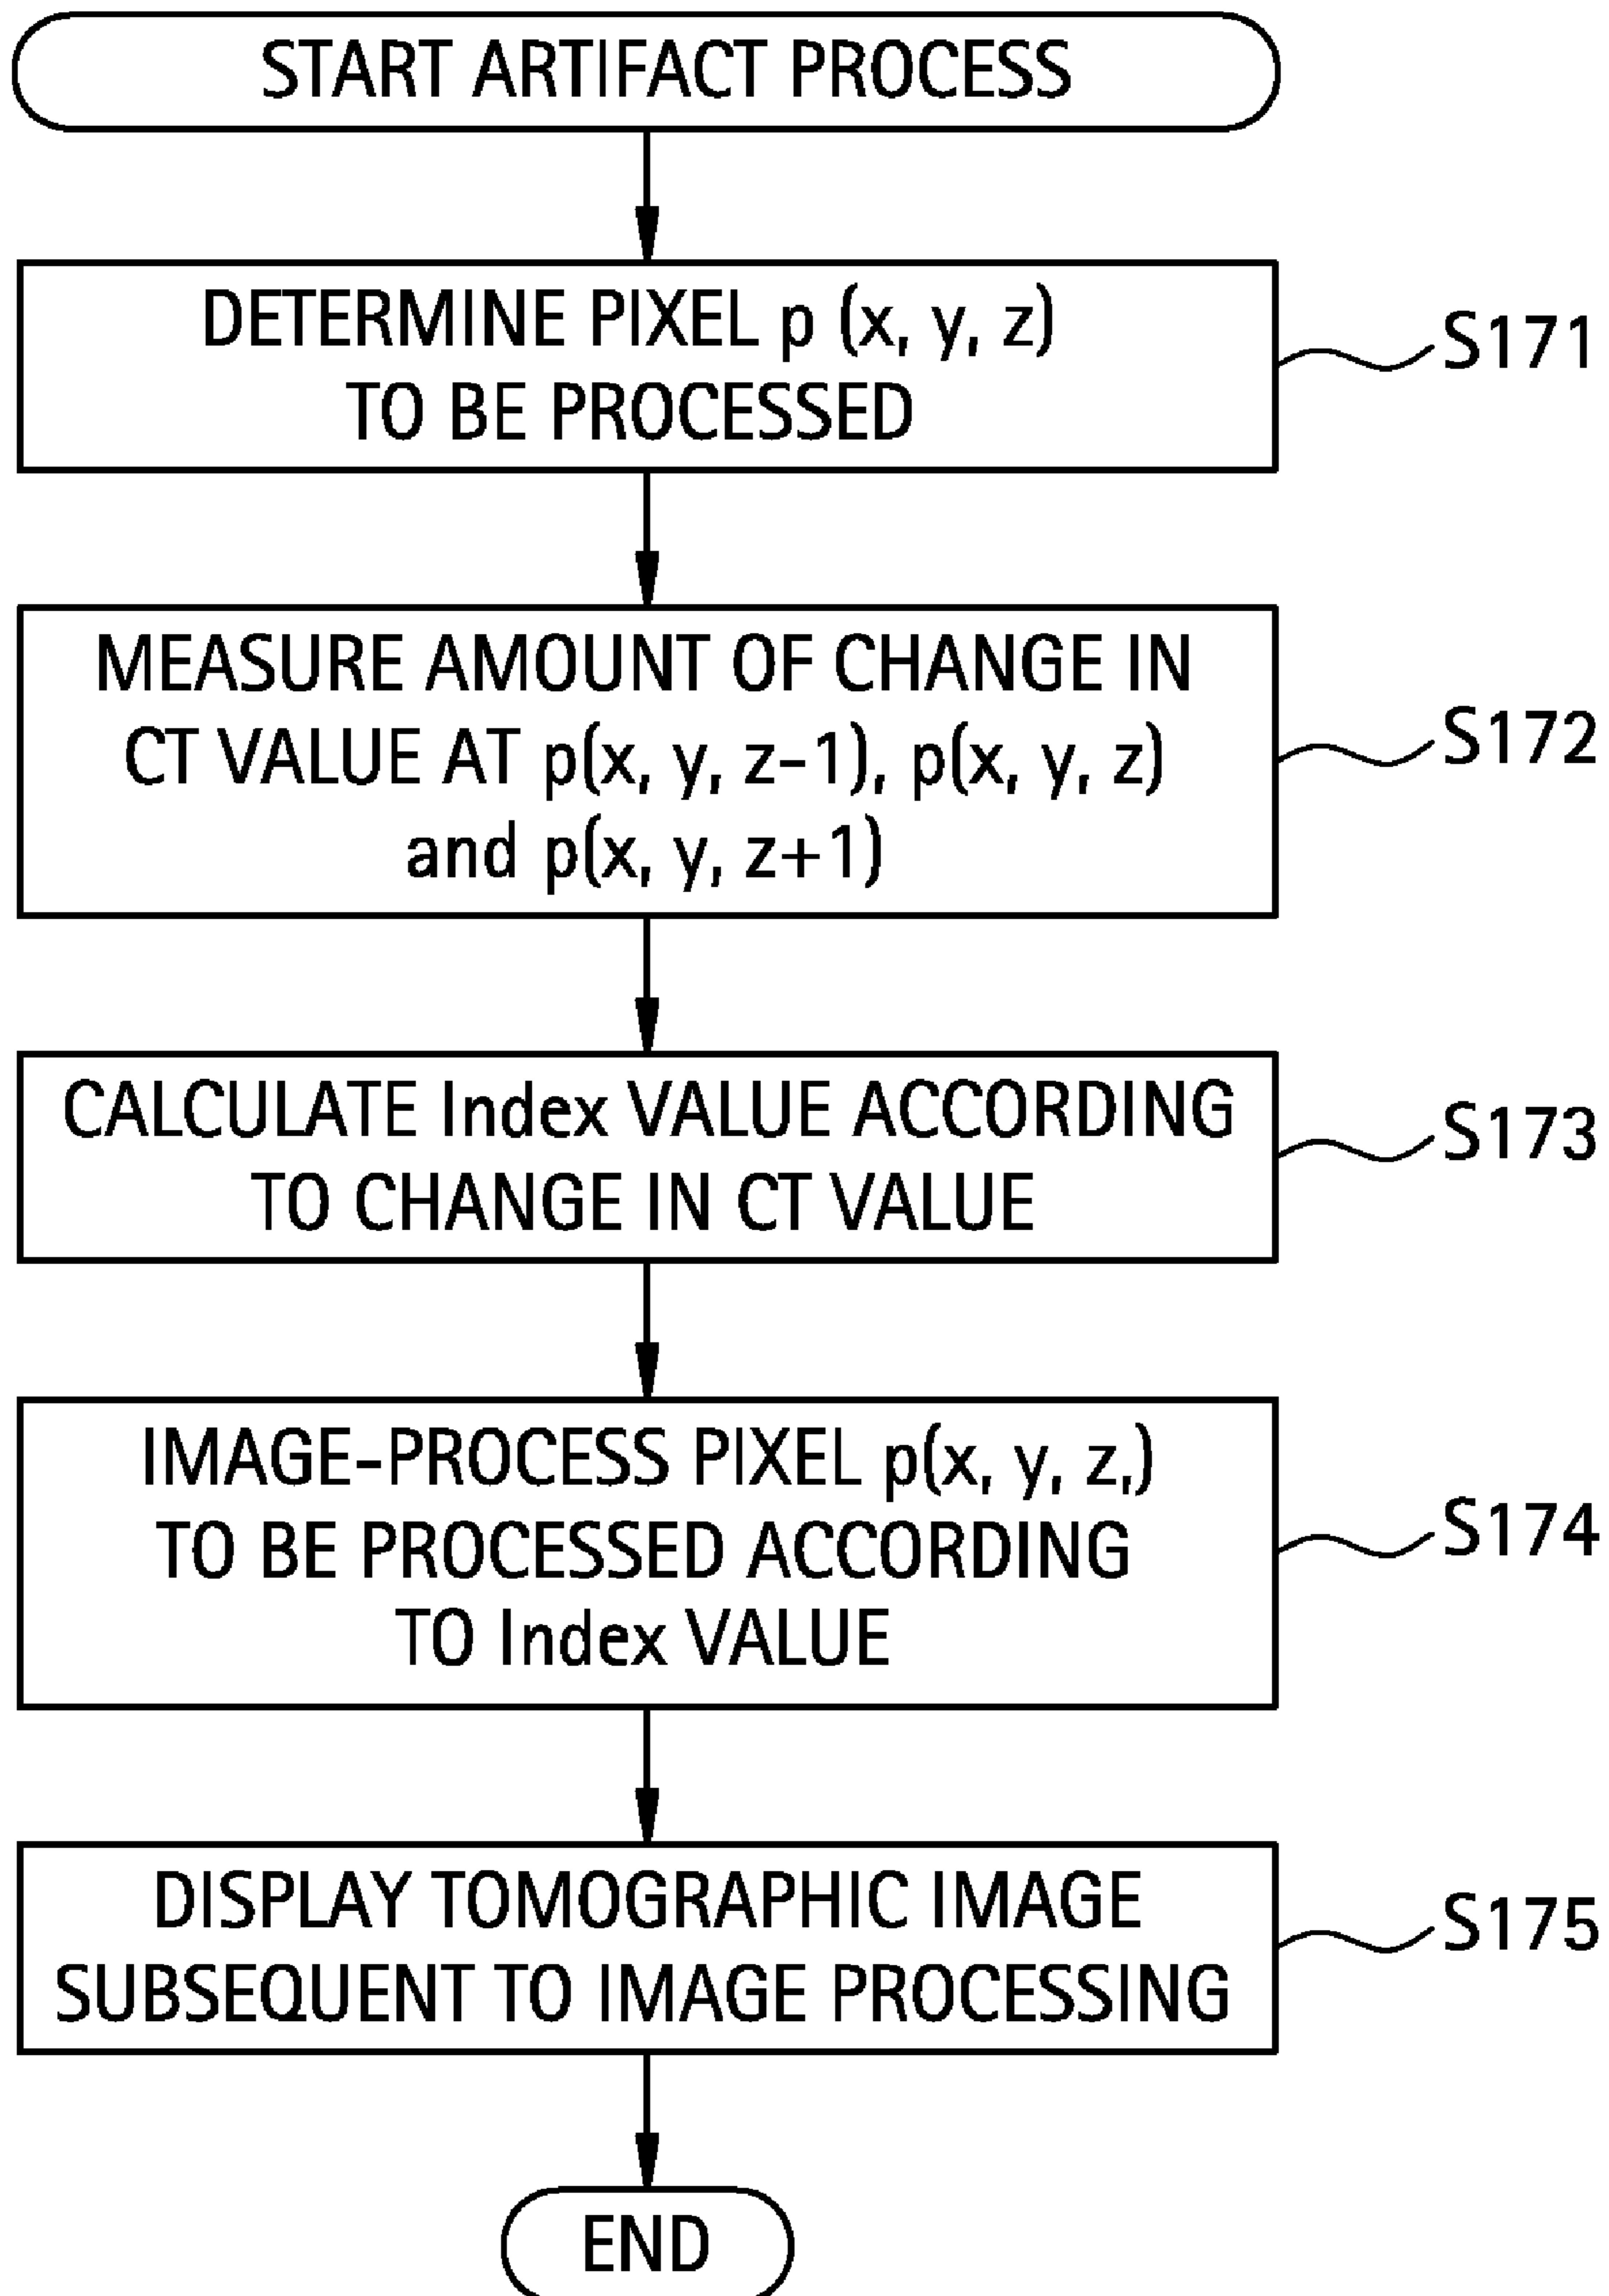 START ARTIFACT PROCESS
DETERMINE PIXEL p (x, y, z)
TO BE PROCESSED
S171
MEASURE AMOUNT OF CHANGE IN
CT VALUE AT p(x, y, z-1), p(x, y, z)
and p(x, y, z+1)
S172
CALCULATE Index VALUE ACCORDING
TO CHANGE IN CT VALUE
S173
IMAGE-PROCESS PIXEL p(x, y, z,)
TO BE PROCESSED ACCORDING
TO Index VALUE
S174
DISPLAY TOMOGRAPHIC IMAGE
SUBSEQUENT TO IMAGE PROCESSING
S175
END